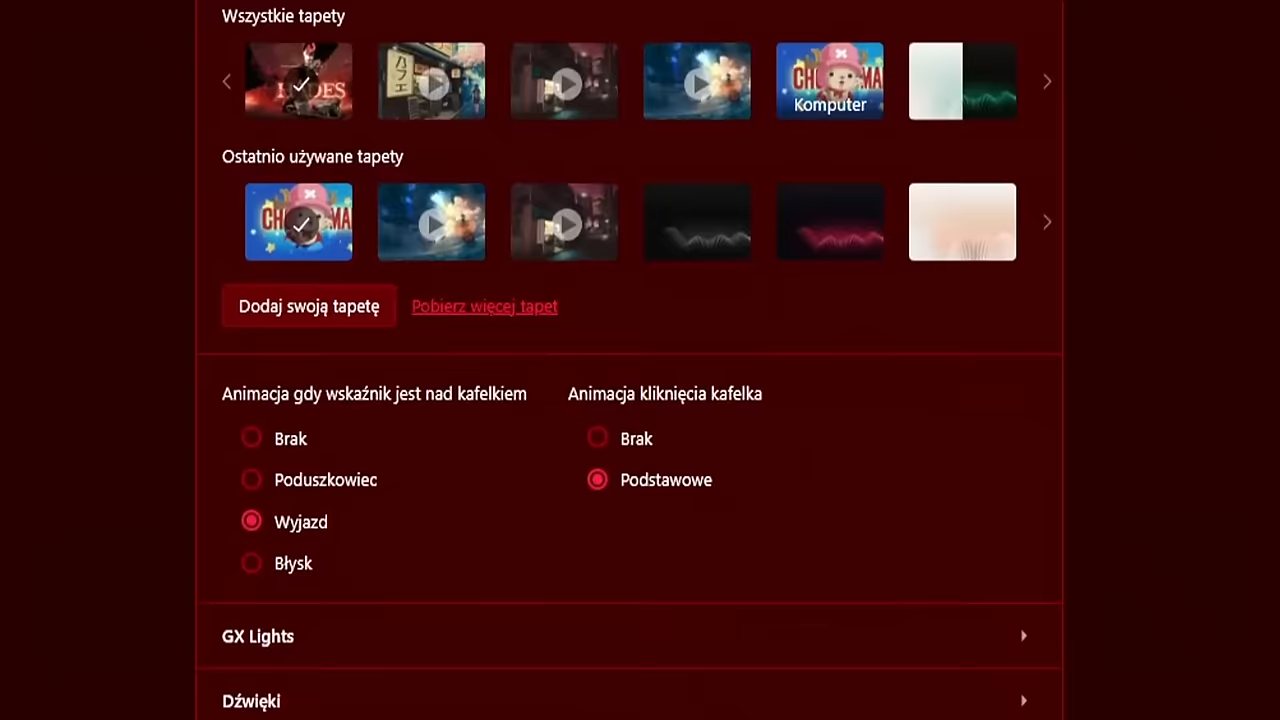 Wszystkie tapety
Komputer
Ostatnio używane tapety
Dodaj swoją tapetę
Pobierz więcej tapet
Animacja gdy wskaźnik jest nad kafelkiem
Animacja kliknięcia kafelka
Brak
Brak
Poduszkowiec
Podstawowe
Wyjazd
Błysk
GX Lights
Dźwięki